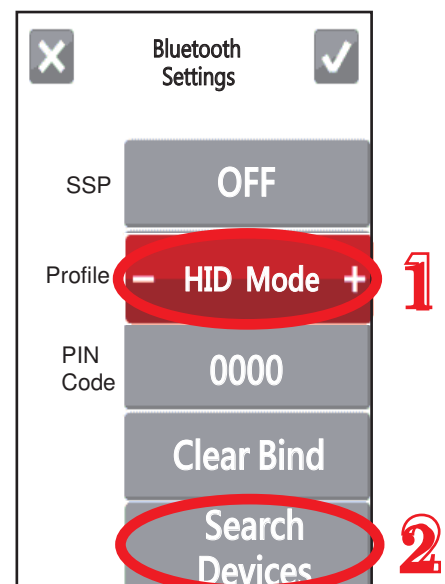 Bluetooth
Settings
SSP
OFF
Profile
- HID Mode +
1
PIN
Code
0000
Clear Bind
Search
Devices
2